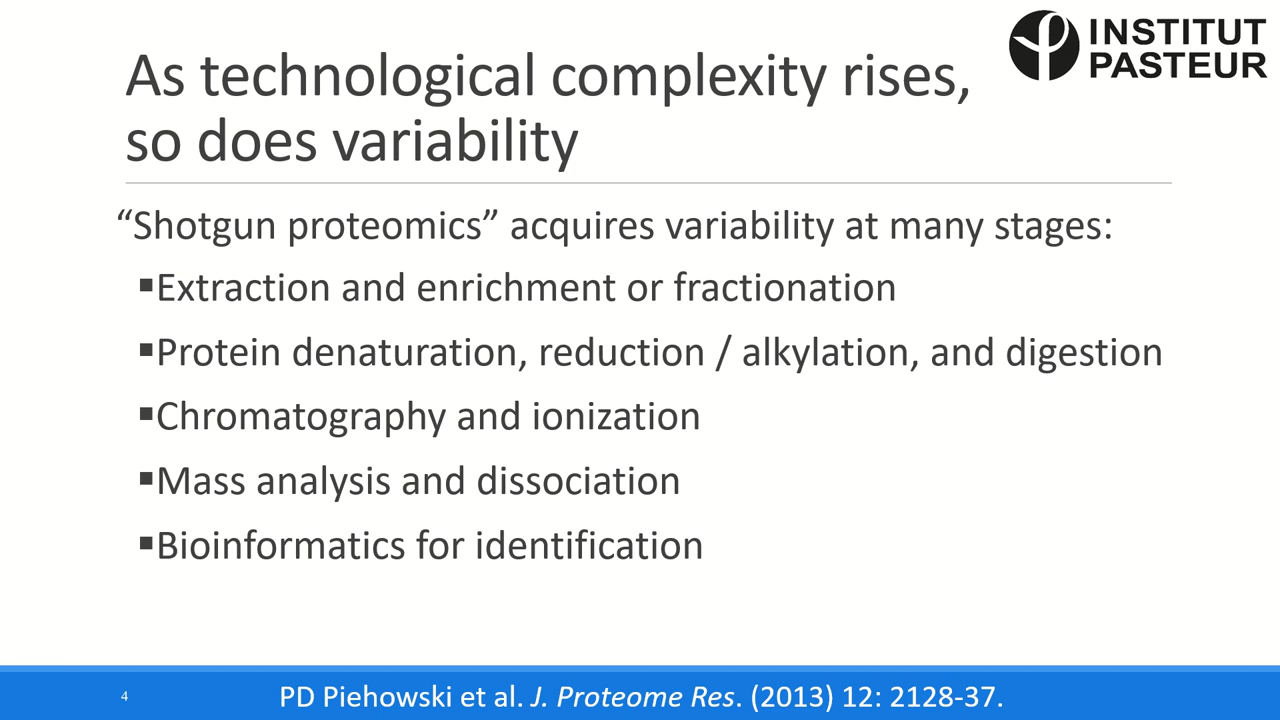 INSTITUT
PASTEUR
As technological complexity rises,
so does variability
“Shotgun proteomics” acquires variability at many stages:
▪Extraction and enrichment or fractionation
▪Protein denaturation, reduction / alkylation, and digestion
▪Chromatography and ionization
▪Mass analysis and dissociation
▪Bioinformatics for identification
4
PD Piehowski et al. J. Proteome Res. (2013) 12: 2128-37.